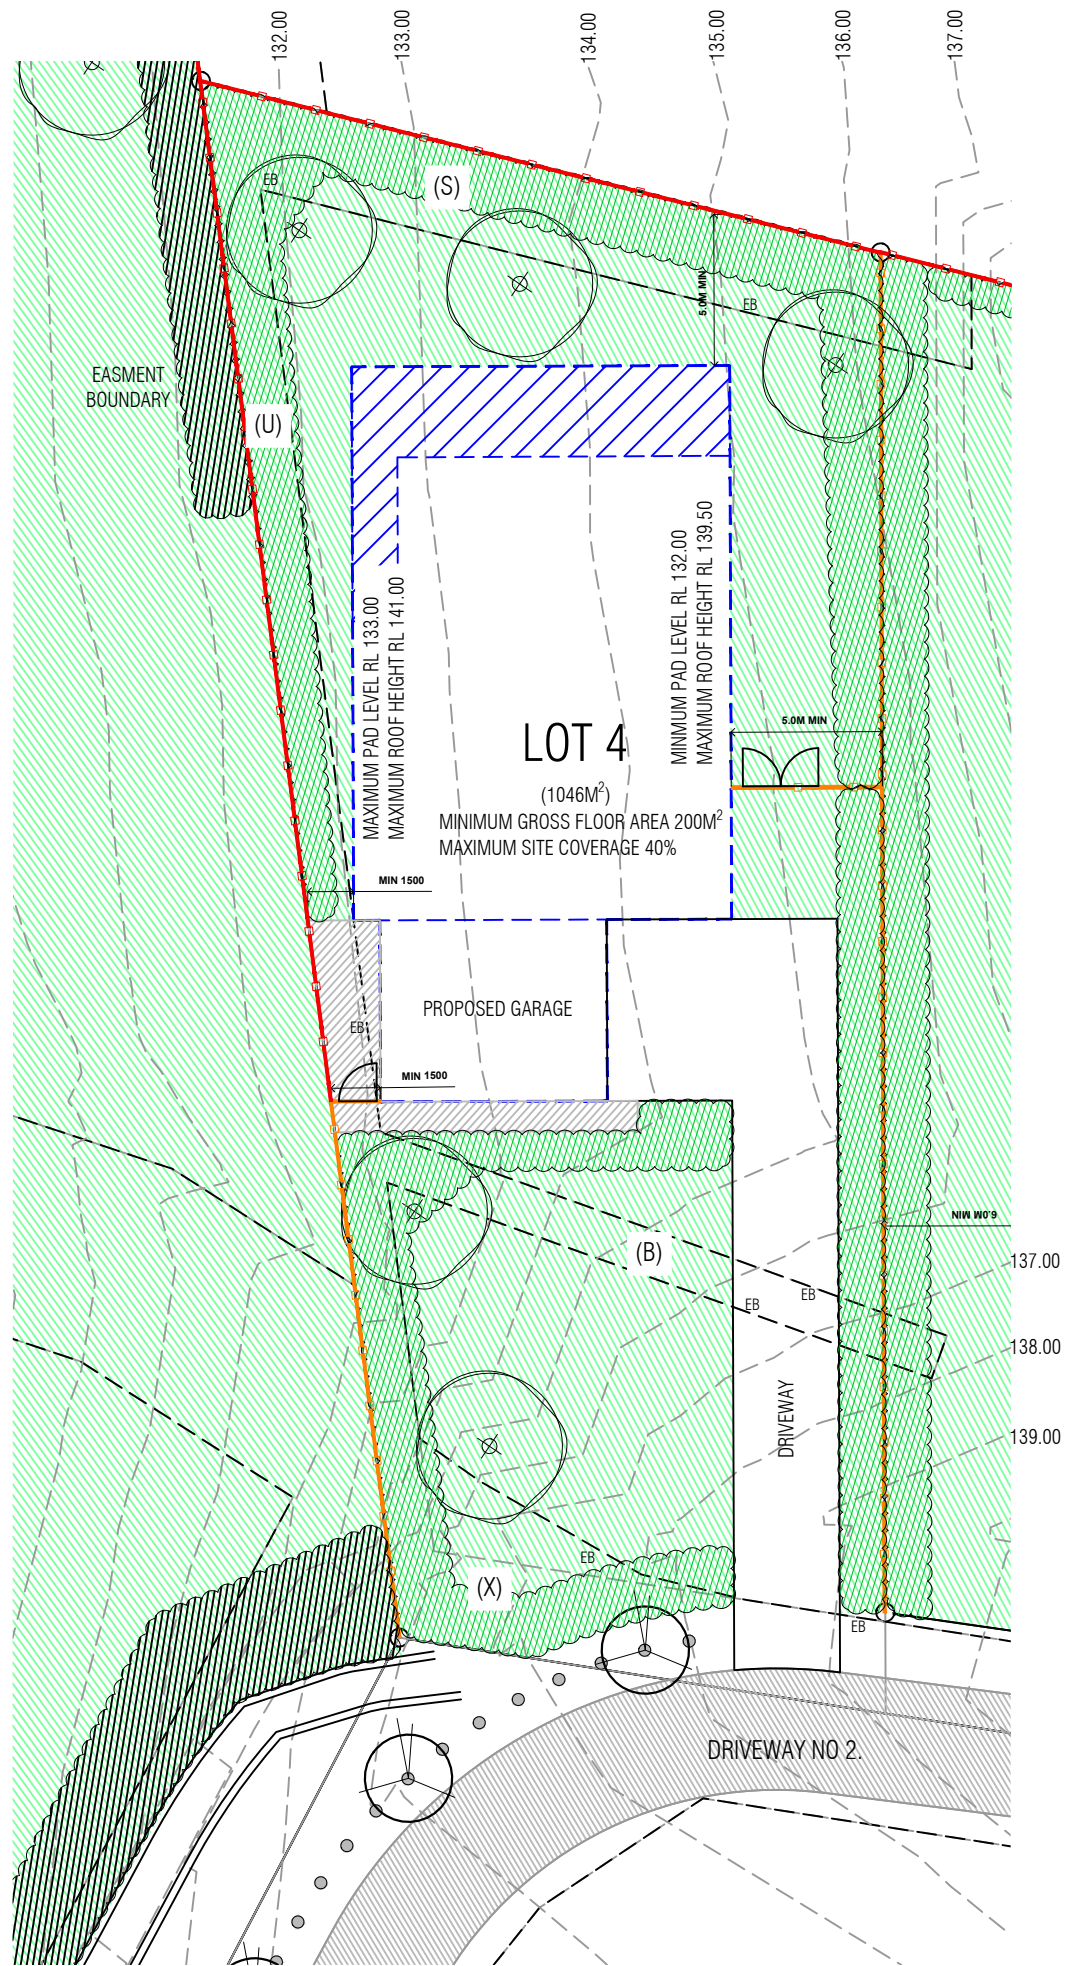 132.00
133.00
134.00
135.00
136.00
137.00
EB
(S)
5.0M MIN
EB
EASMENT
BOUNDARY
(U)
MAXIMUM PAD LEVEL RL 133.00
MAXIMUM ROOF HEIGHT RL 141.00
MINMUM PAD LEVEL RL 132.00
MAXIMUM ROOF HEIGHT RL 139.50
5.0M MIN
LOT 4
(1046M²)
MINIMUM GROSS FLOOR AREA 200M²
MAXIMUM SITE COVERAGE 40%
MIN 1500
PROPOSED GARAGE
EB
MIN 1500
6.0M MIN
(B)
137.00
EB
EB
138.00
DRIVEWAY
139.00
EB
(X)
EB
DRIVEWAY NO 2.